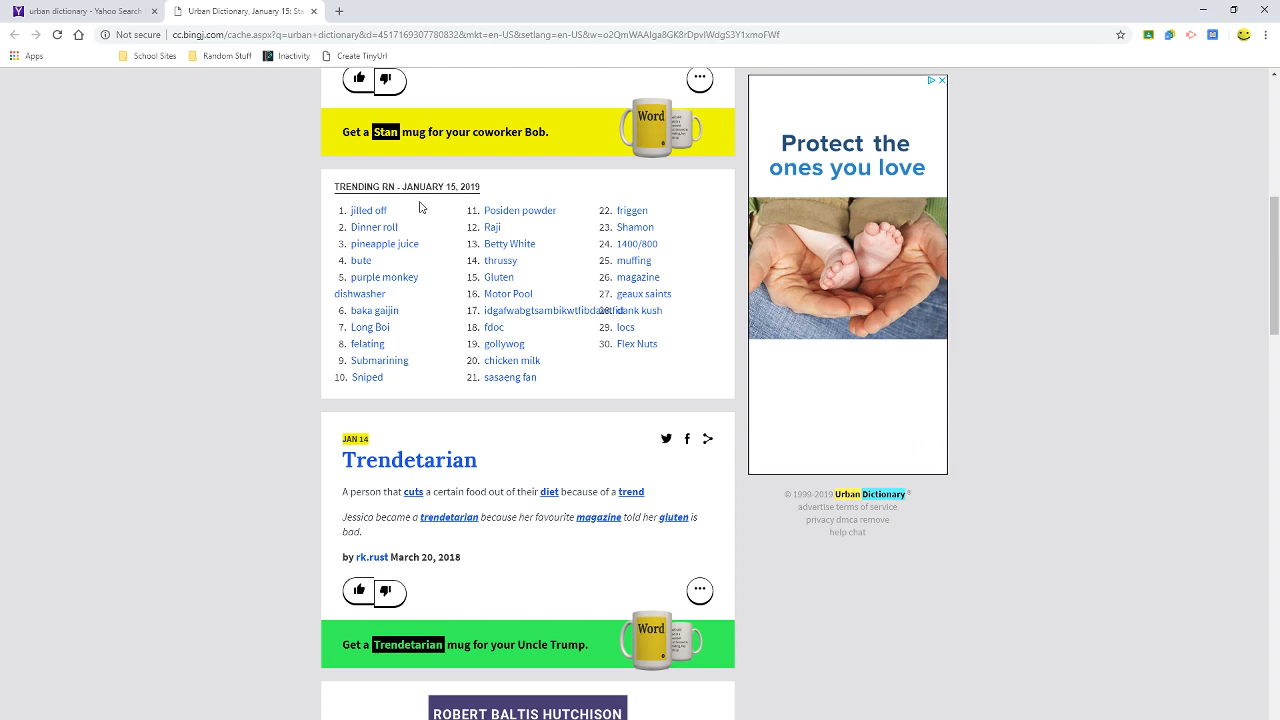 urban dictionary - Yahoo Search
Urban Dictionary, January 15: Sta
Not secure | cc.bingj.com/cache.aspx?q=urban+dictionary&d=4517169307780832&mkt=en-US&setlang=en-US&w=o2QmWAAIga8GK8rDpvIWdgS3Y1xmoFWf
Apps School Sites Random Stuff Inactivity Create TinyUrl
Get a Stan mug for your coworker Bob.
Word
TRENDING RN - JANUARY 15, 2019
1. jilled off
2. Dinner roll
3. pineapple juice
4. bute
5. purple monkey
dishwasher
6. baka gaijin
7. Long Boi
8. felating
9. Submarining
10. Sniped
11. Posiden powder
12. Raji
13. Betty White
14. thrussy
15. Gluten
16. Motor Pool
17.
18. fdoc
19. gollywog
20. chicken milk
21. sasaeng fan
22. friggen
23. Shamon
24. 1400/800
25. muffing
26. magazine
27. geaux saints
28. dank kush
29. locs
30. Flex Nuts
JAN 14
Trendetarian
A person that cuts a certain food out of their diet because of a trend
Jessica became a trendetarian because her favourite magazine told her gluten is
bad.
by rk.rust March 20, 2018
Get a Trendetarian mug for your Uncle Trump.
Word
ROBERT BALTIS HUTCHISON
Protect the
ones you love
© 1999-2019 Urban Dictionary ®
advertise terms of service
privacy dmca remove
help chat